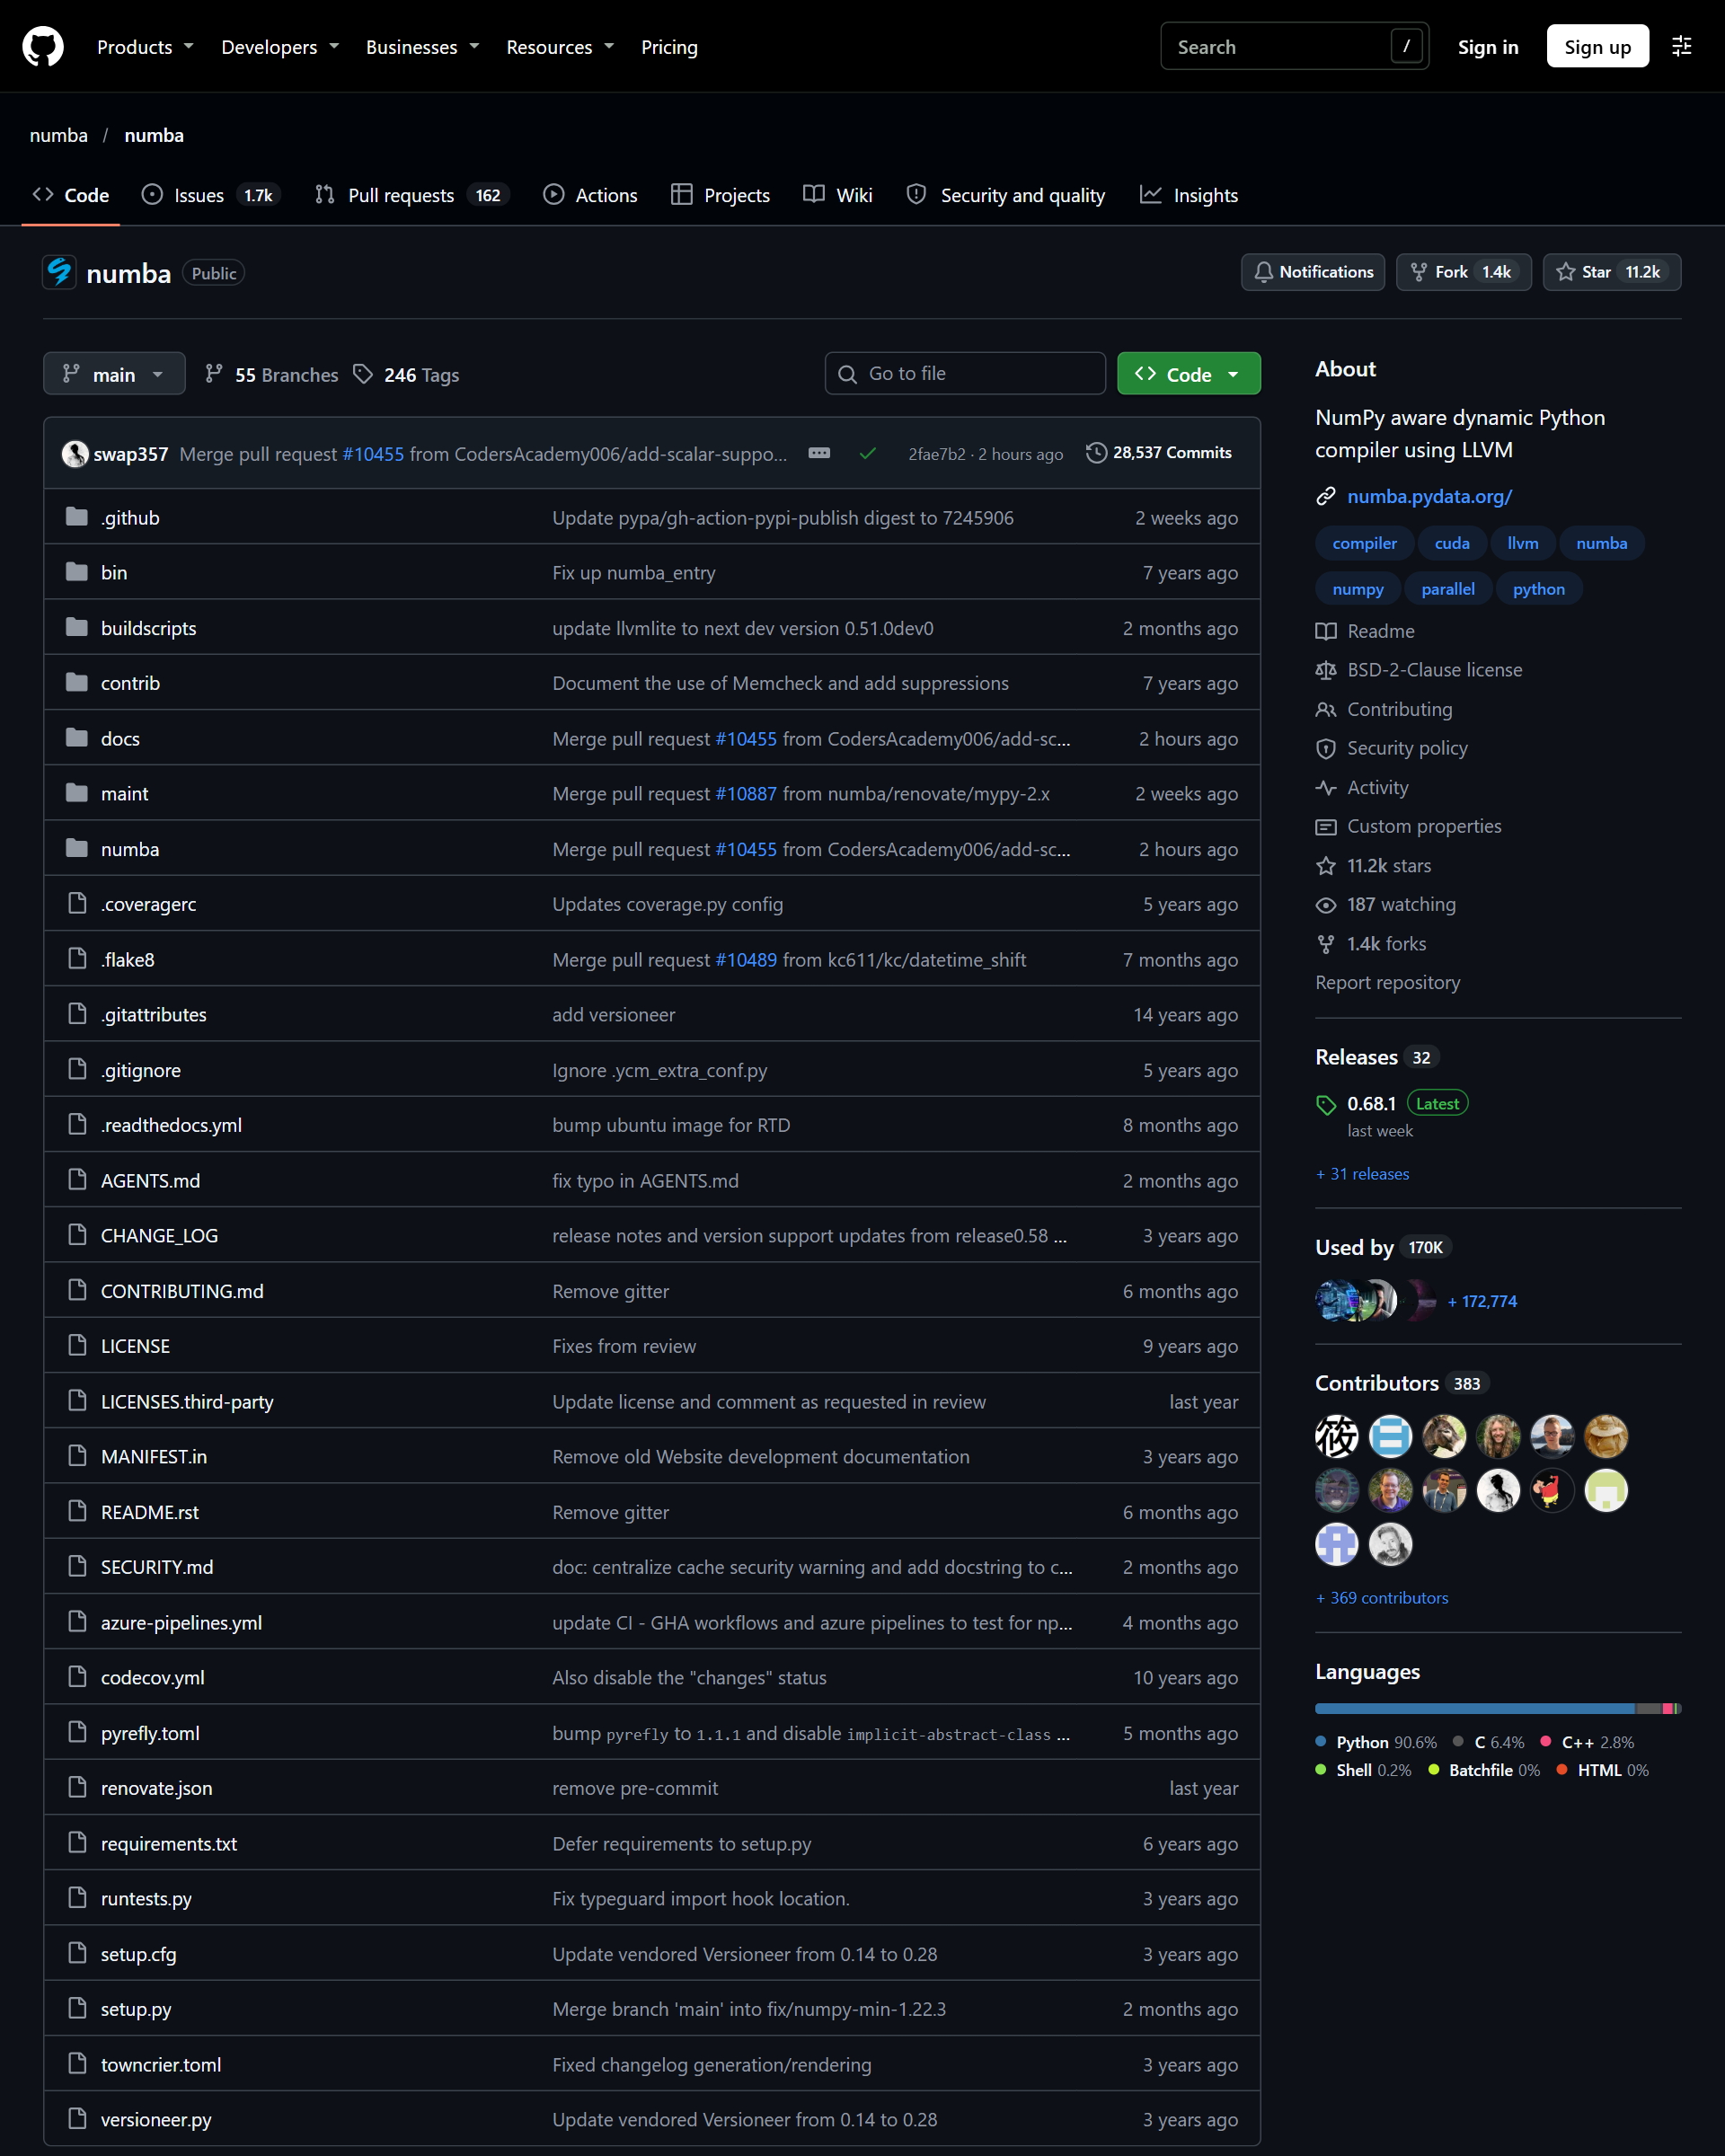 Products Developers Businesses Resources Pricing Search / Sign in Sign up
numba / numba
Code Issues 1.7k Pull requests 162 Actions Projects Wiki Security and quality Insights
numba Public Notifications Fork 1.4k Star 11.2k
main 55 Branches 246 Tags Go to file Code
swap357 Merge pull request #10455 from CodersAcademy006/add-scalar-suppo... 2fae7b2 · 2 hours ago 28,537 Commits
.github Update pypa/gh-action-pypi-publish digest to 7245906 2 weeks ago
bin Fix up numba_entry 7 years ago
buildscripts update llvmlite to next dev version 0.51.0dev0 2 months ago
contrib Document the use of Memcheck and add suppressions 7 years ago
docs Merge pull request #10455 from CodersAcademy006/add-sc... 2 hours ago
maint Merge pull request #10887 from numba/renovate/mypy-2.x 2 weeks ago
numba Merge pull request #10455 from CodersAcademy006/add-sc... 2 hours ago
.coveragerc Updates coverage.py config 5 years ago
.flake8 Merge pull request #10489 from kc611/kc/datetime_shift 7 months ago
.gitattributes add versioneer 14 years ago
.gitignore Ignore .ycm_extra_conf.py 5 years ago
.readthedocs.yml bump ubuntu image for RTD 8 months ago
AGENTS.md fix typo in AGENTS.md 2 months ago
CHANGE_LOG release notes and version support updates from release0.58 ... 3 years ago
CONTRIBUTING.md Remove gitter 6 months ago
LICENSE Fixes from review 9 years ago
LICENSES.third-party Update license and comment as requested in review last year
MANIFEST.in Remove old Website development documentation 3 years ago
README.rst Remove gitter 6 months ago
SECURITY.md doc: centralize cache security warning and add docstring to c... 2 months ago
azure-pipelines.yml update CI - GHA workflows and azure pipelines to test for np... 4 months ago
codecov.yml Also disable the "changes" status 10 years ago
pyrefly.toml bump pyrefly to 1.1.1 and disable implicit-abstract-class ... 5 months ago
renovate.json remove pre-commit last year
requirements.txt Defer requirements to setup.py 6 years ago
runtests.py Fix typeguard import hook location. 3 years ago
setup.cfg Update vendored Versioneer from 0.14 to 0.28 3 years ago
setup.py Merge branch 'main' into fix/numpy-min-1.22.3 2 months ago
towncrier.toml Fixed changelog generation/rendering 3 years ago
versioneer.py Update vendored Versioneer from 0.14 to 0.28 3 years ago
About
NumPy aware dynamic Python
compiler using LLVM
numba.pydata.org/
compiler cuda llvm numba
numpy parallel python
Readme
BSD-2-Clause license
Contributing
Security policy
Activity
Custom properties
11.2k stars
187 watching
1.4k forks
Report repository
Releases 32
0.68.1 Latest
last week
+ 31 releases
Used by 170K
+ 172,774
Contributors 383
筱
+ 369 contributors
Languages
Python 90.6% C 6.4% C++ 2.8%
Shell 0.2% Batchfile 0% HTML 0%